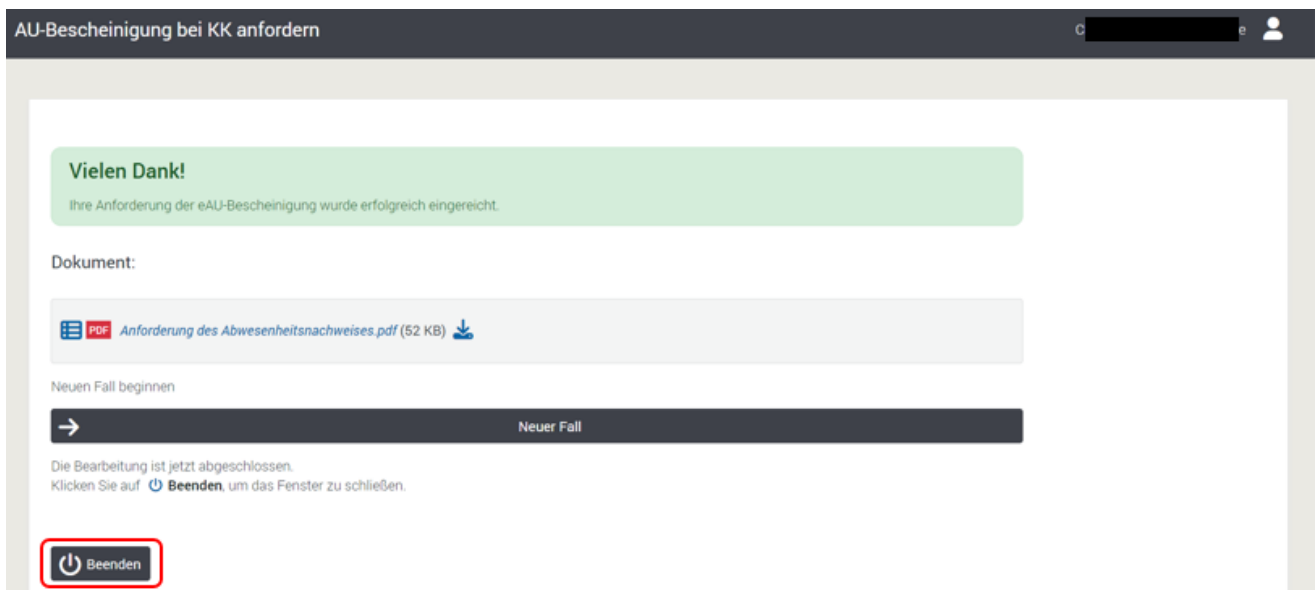 AU-Bescheinigung bei KK anfordern
C e
Vielen Dank!
Ihre Anforderung der eAU-Bescheinigung wurde erfolgreich eingereicht.
Dokument:
PDF Anforderung des Abwesenheitsnachweises.pdf (52 KB)
Neuen Fall beginnen
Neuer Fall
Die Bearbeitung ist jetzt abgeschlossen.
Klicken Sie auf Beenden, um das Fenster zu schließen.
Beenden